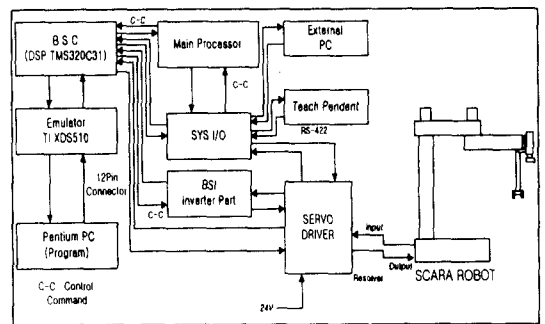 B S C
(DSP TMS320C31)
C-C
Main Processor
External
PC
C-C
Emulator
TI XDS510
SYS I/O
Teach Pendent
RS-422
12Pin
Connector
BSI
inverter Part
C-C
Pentium PC
(Program)
SERVO
DRIVER
Input
Output
Resolver
SCARA ROBOT
C-C Control
Command
24V